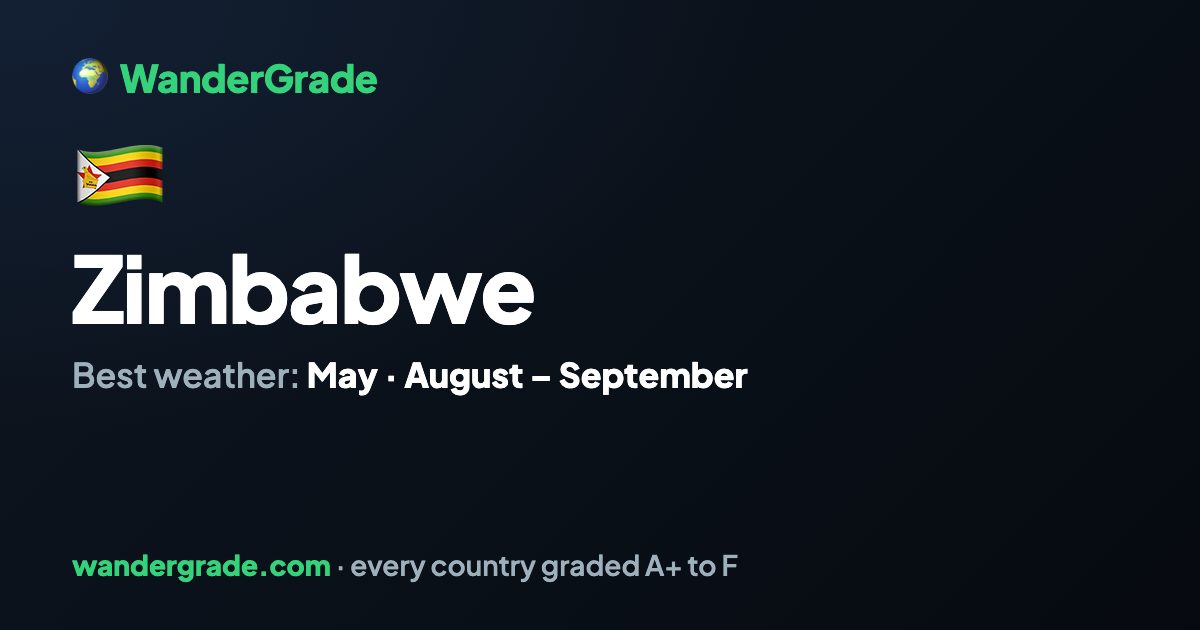 WanderGrade
Zimbabwe
Best weather: May · August – September
wandergrade.com · every country graded A+ to F